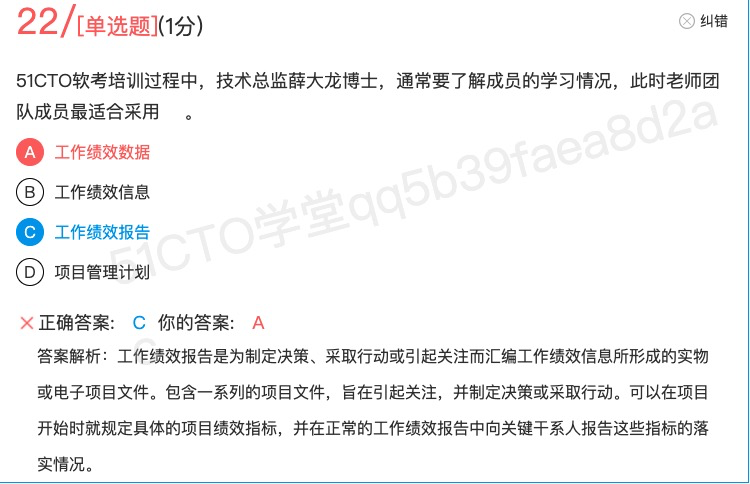 22/[单选题](1分)
纠错
51CTO软考培训过程中，技术总监薛大龙博士，通常要了解成员的学习情况，此时老师团
队成员最适合采用 。
A 工作绩效数据
B 工作绩效信息
C 工作绩效报告
D 项目管理计划
正确答案: C 你的答案: A
答案解析：工作绩效报告是为制定决策、采取行动或引起关注而汇编工作绩效信息所形成的实物
或电子项目文件。包含一系列的项目文件，旨在引起关注，并制定决策或采取行动。可以在项目
开始时就规定具体的项目绩效指标，并在正常的工作绩效报告中向关键干系人报告这些指标的落
实情况。
51CTO学堂qq5b39faea8d2a